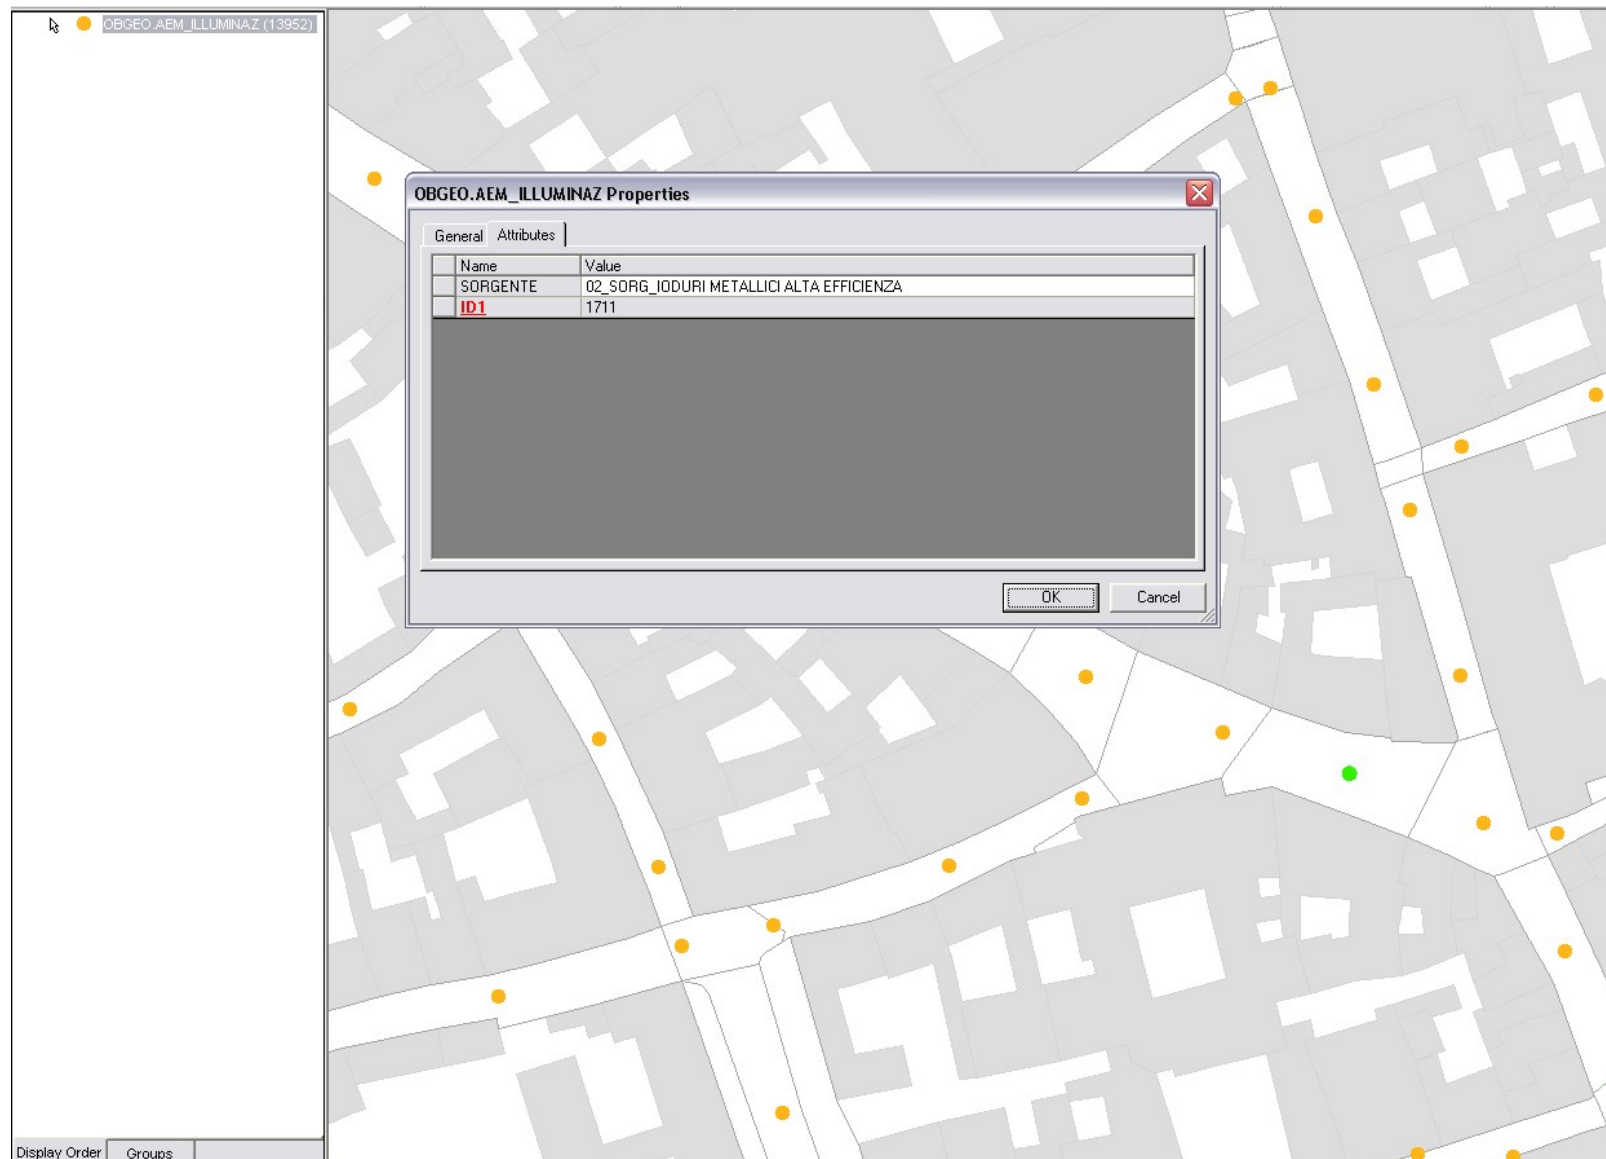 OBGEO.AEM_ILLUMINAZ (13952)
OBGEO.AEM_ILLUMINAZ Properties
General Attributes
Name Value
SORGENTE 02_SORG_IODURI METALLICI ALTA EFFICIENZA
ID1 1711
OK Cancel
Display Order Groups